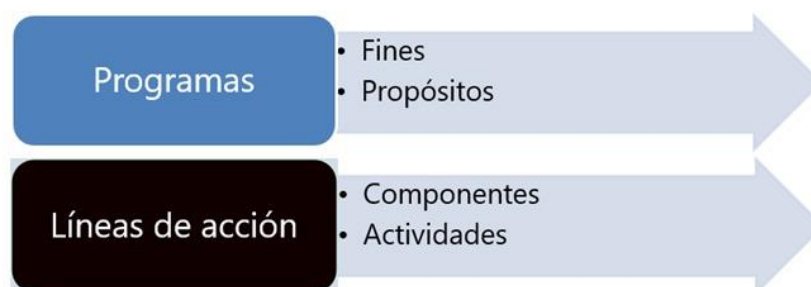 Programas
• Fines
• Propósitos
Líneas de acción
• Componentes
• Actividades